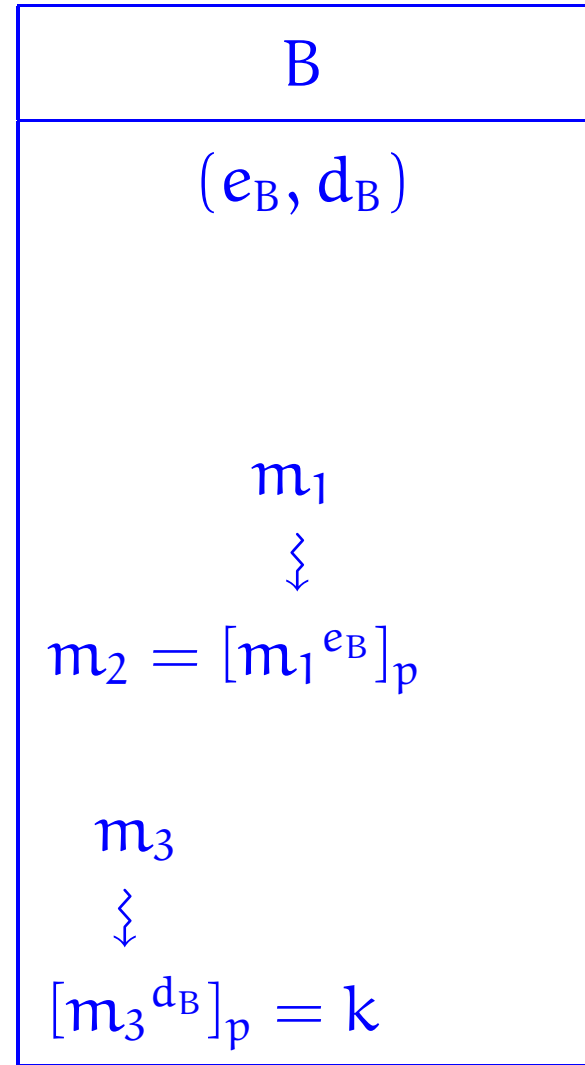 B
(e_B, d_B)
m_1
m_2 = [m_1^{e_B}]_p
m_3
[m_3^{d_B}]_p = k